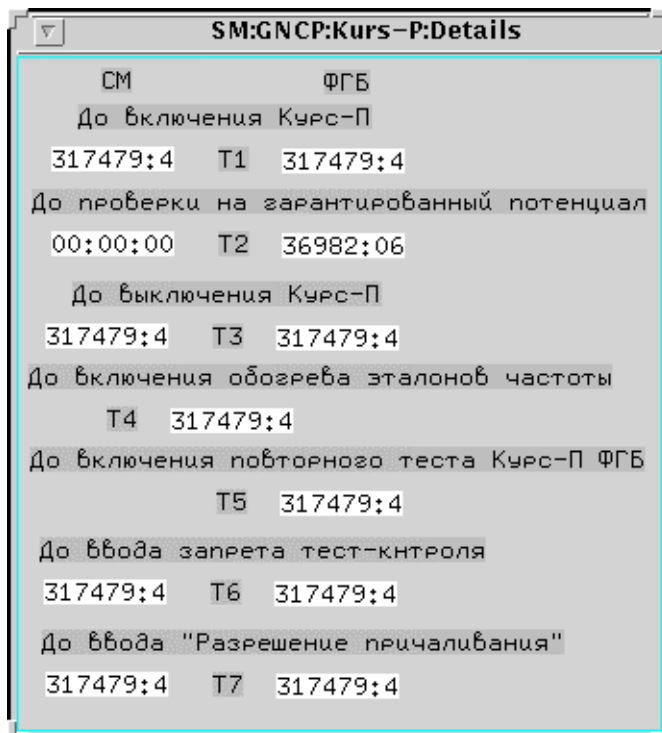 SM:GNCP:Kurs-P:Details
СМ ФГБ
До включения Курс-П
317479:4 T1 317479:4
До проверки на гарантированный потенциал
00:00:00 T2 36982:06
До выключения Курс-П
317479:4 T3 317479:4
До включения обогрева эталонов частоты
T4 317479:4
До включения повторного теста Курс-П ФГБ
T5 317479:4
До ввода запрета тест-кнтроля
317479:4 T6 317479:4
До ввода "Разрешение причаливания"
317479:4 T7 317479:4